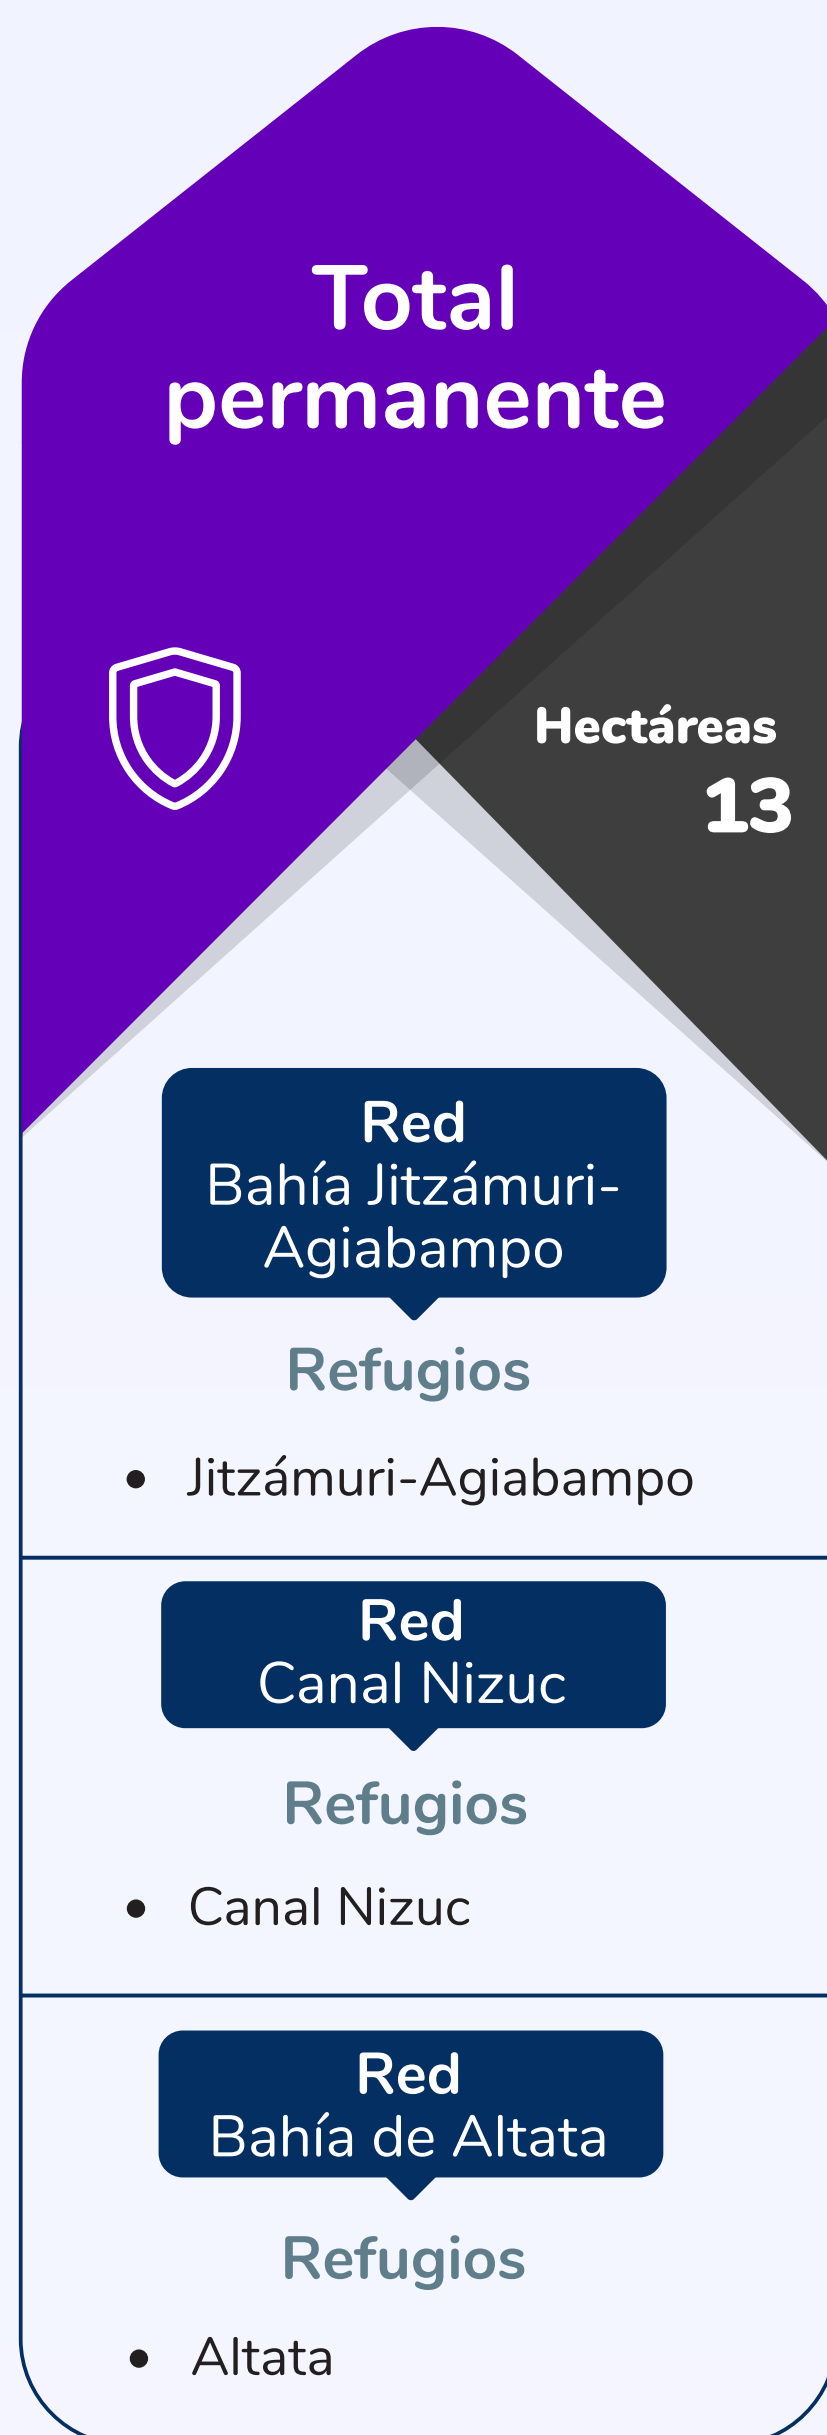 Total
permanente
Hectáreas
13
Red
Bahía Jitzámuri-
Agiabampo
Refugios
• Jitzámuri-Agiabampo
Red
Canal Nizuc
Refugios
• Canal Nizuc
Red
Bahía de Altata
Refugios
• Altata